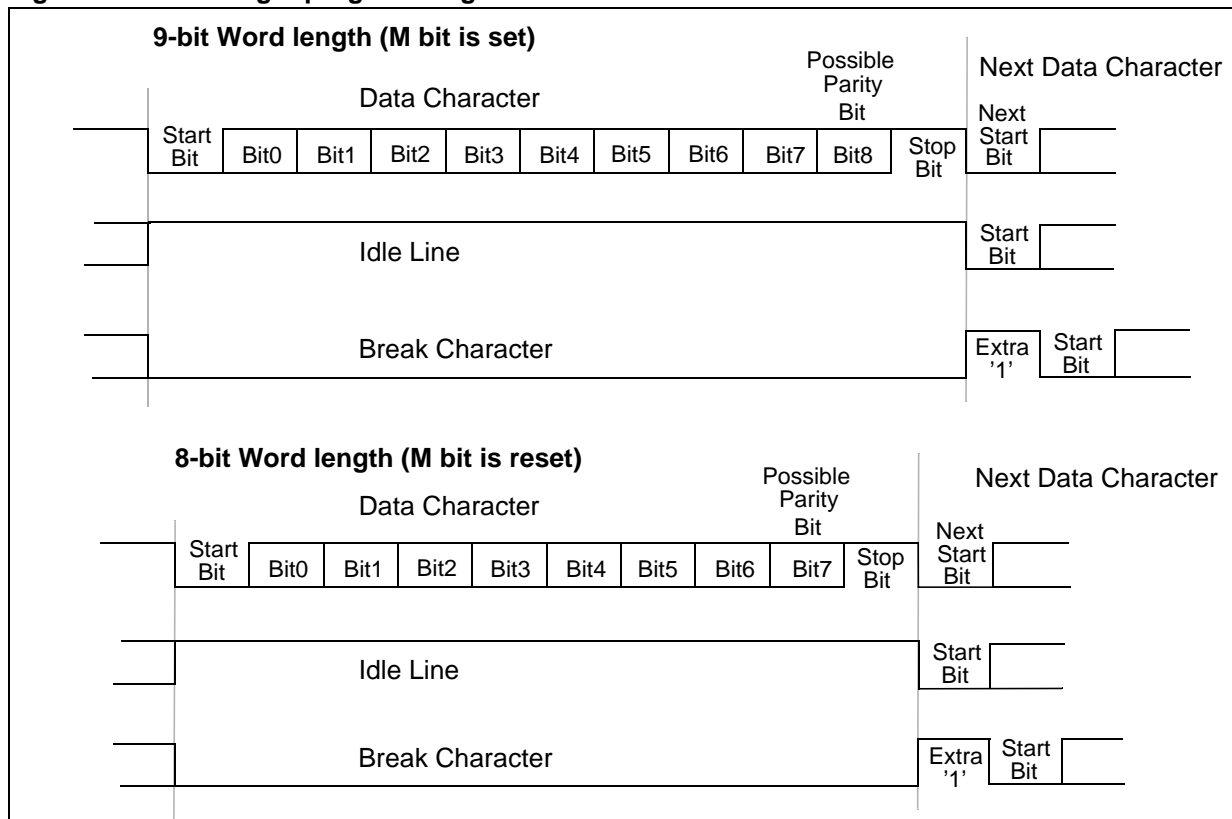 9-bit Word length (M bit is set)
Possible
Parity
Bit
Next Data Character
Data Character
Next
Start
Bit
Start
Bit
Bit0
Bit1
Bit2
Bit3
Bit4
Bit5
Bit6
Bit7
Bit8
Stop
Bit
Idle Line
Start
Bit
Break Character
Extra
'1'
Start
Bit
8-bit Word length (M bit is reset)
Possible
Parity
Bit
Next Data Character
Data Character
Next
Start
Bit
Start
Bit
Bit0
Bit1
Bit2
Bit3
Bit4
Bit5
Bit6
Bit7
Stop
Bit
Idle Line
Start
Bit
Break Character
Extra
'1'
Start
Bit